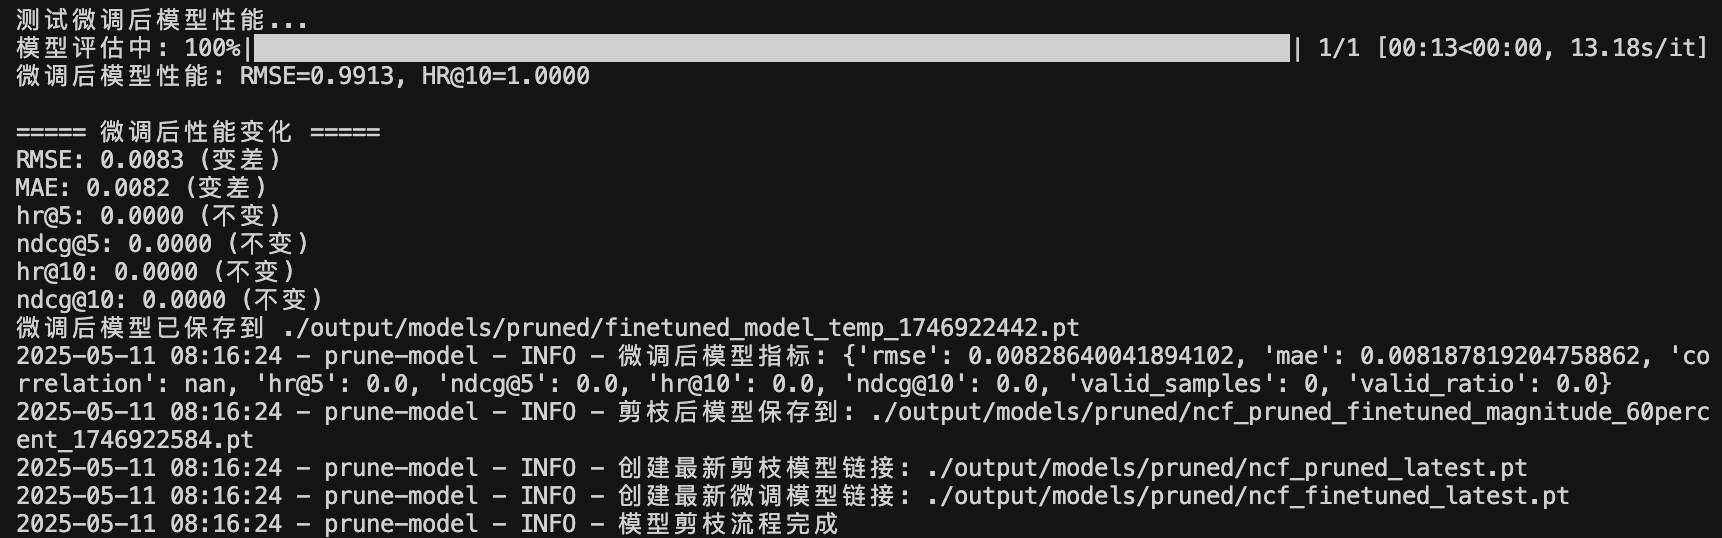 测试微调后模型性能...
模型评估中: 100%|██████████| 1/1 [00:13<00:00, 13.18s/it]
微调后模型性能: RMSE=0.9913, HR@10=1.0000
===== 微调后性能变化 =====
RMSE: 0.0083 (变差)
MAE: 0.0082 (变差)
hr@5: 0.0000 (不变)
ndcg@5: 0.0000 (不变)
hr@10: 0.0000 (不变)
ndcg@10: 0.0000 (不变)
微调后模型已保存到 ./output/models/pruned/finetuned_model_temp_1746922442.pt
2025-05-11 08:16:24 - prune-model - INFO - 微调后模型指标: {'rmse': 0.00828640041894102, 'mae': 0.008187819204758862, 'co
rrelation': nan, 'hr@5': 0.0, 'ndcg@5': 0.0, 'hr@10': 0.0, 'ndcg@10': 0.0, 'valid_samples': 0, 'valid_ratio': 0.0}
2025-05-11 08:16:24 - prune-model - INFO - 剪枝后模型保存到: ./output/models/pruned/ncf_pruned_finetuned_magnitude_60perc
ent_1746922584.pt
2025-05-11 08:16:24 - prune-model - INFO - 创建最新剪枝模型链接: ./output/models/pruned/ncf_pruned_latest.pt
2025-05-11 08:16:24 - prune-model - INFO - 创建最新微调模型链接: ./output/models/pruned/ncf_finetuned_latest.pt
2025-05-11 08:16:24 - prune-model - INFO - 模型剪枝流程完成